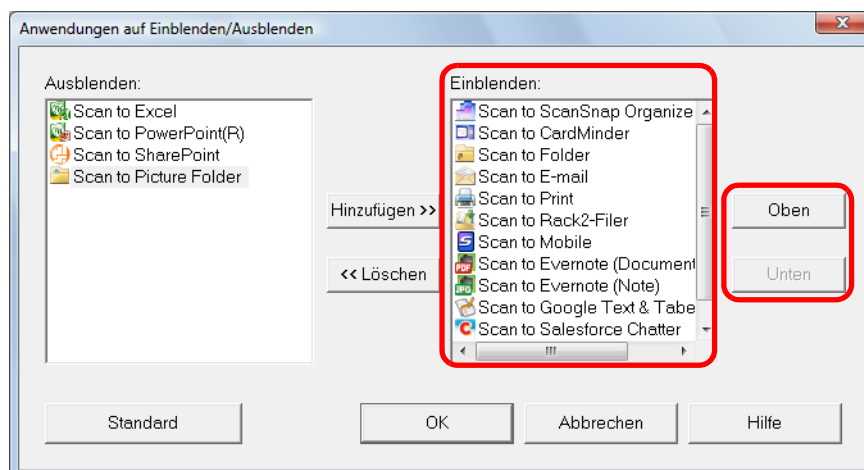 Anwendungen auf Einblenden/Ausblenden
Ausblenden:
Scan to Excel
Scan to PowerPoint(R)
Scan to SharePoint
Scan to Picture Folder
Hinzufügen >>
<< Löschen
Einblenden:
Scan to ScanSnap Organize
Scan to CardMinder
Scan to Folder
Scan to E-mail
Scan to Print
Scan to Rack2-Filer
Scan to Mobile
Scan to Evernote (Document
Scan to Evernote (Note)
Scan to Google Text & Tabe
Scan to Salesforce Chatter
Oben
Unten
Standard
OK
Abbrechen
Hilfe